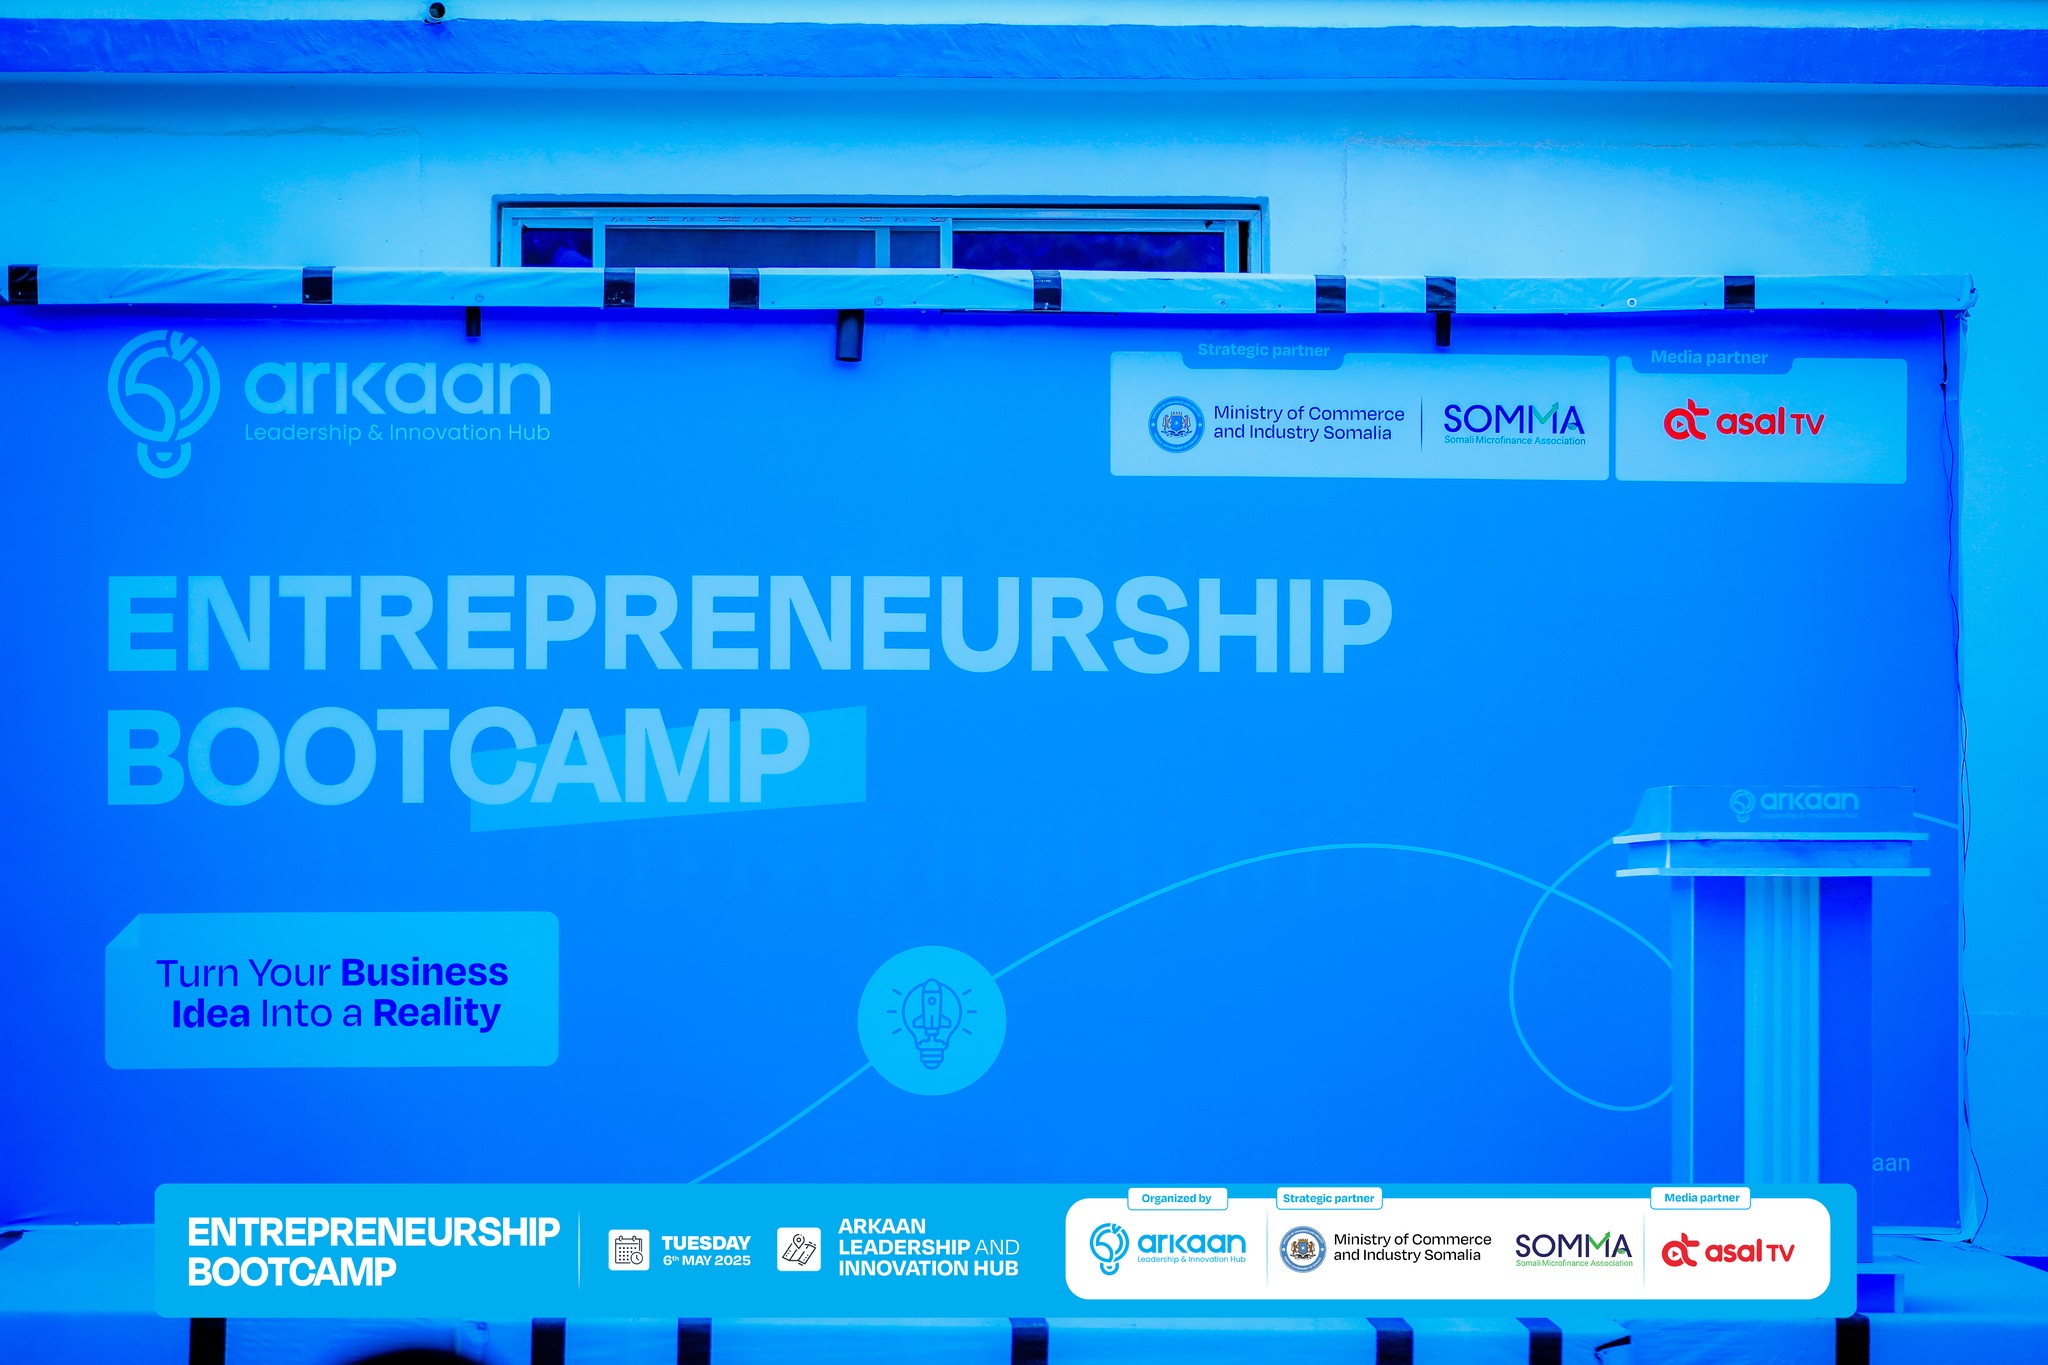 arkaan
Leadership & Innovation Hub
Strategic partner
Ministry of Commerce
and Industry Somalia
SOMMA
Somali Microfinance Association
Media partner
asal TV
ENTREPRENEURSHIP
BOOTCAMP
Turn Your Business
Idea Into a Reality
arkaan
Leadership & Innovation Hub
aan
ENTREPRENEURSHIP
BOOTCAMP
TUESDAY
6th MAY 2025
ARKAAN
LEADERSHIP AND
INNOVATION HUB
Organized by
arkaan
Leadership & Innovation Hub
Strategic partner
Ministry of Commerce
and Industry Somalia
SOMMA
Somali Microfinance Association
Media partner
asal TV